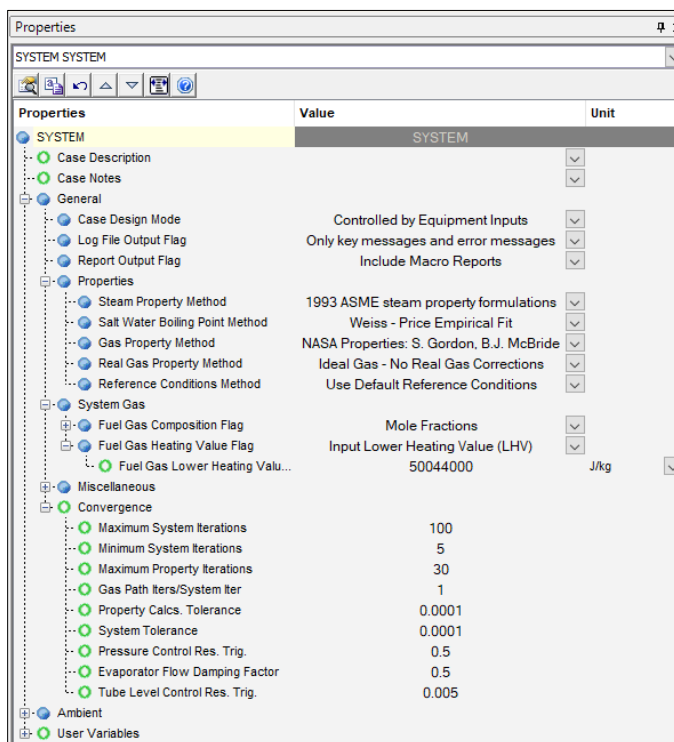 Properties
SYSTEM SYSTEM
Properties Value Unit
SYSTEM SYSTEM
Case Description
Case Notes
General
Case Design Mode Controlled by Equipment Inputs
Log File Output Flag Only key messages and error messages
Report Output Flag Include Macro Reports
Properties
Steam Property Method 1993 ASME steam property formulations
Salt Water Boiling Point Method Weiss - Price Empirical Fit
Gas Property Method NASA Properties: S. Gordon, B.J. McBride
Real Gas Property Method Ideal Gas - No Real Gas Corrections
Reference Conditions Method Use Default Reference Conditions
System Gas
Fuel Gas Composition Flag Mole Fractions
Fuel Gas Heating Value Flag Input Lower Heating Value (LHV)
Fuel Gas Lower Heating Valu... 50044000 J/kg
Miscellaneous
Convergence
Maximum System Iterations 100
Minimum System Iterations 5
Maximum Property Iterations 30
Gas Path Iters/System Iter 1
Property Calcs. Tolerance 0.0001
System Tolerance 0.0001
Pressure Control Res. Trig. 0.5
Evaporator Flow Damping Factor 0.5
Tube Level Control Res. Trig. 0.005
Ambient
User Variables